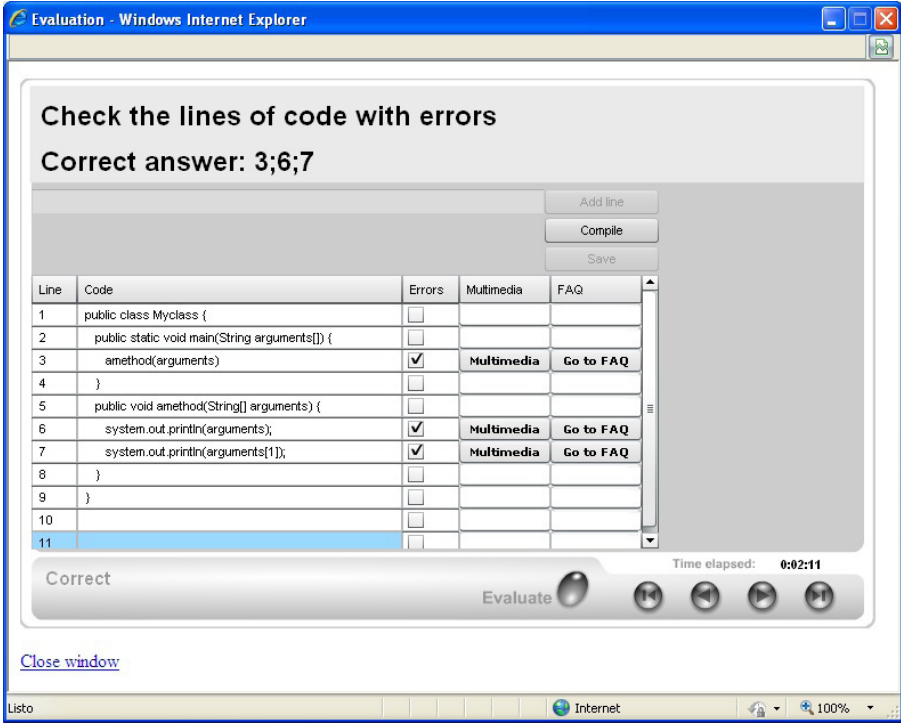 Evaluation - Windows Internet Explorer
Check the lines of code with errors
Correct answer: 3;6;7
Add line
Compile
Save
Line Code Errors Multimedia FAQ
1 public class Myclass {
2 public static void main(String arguments[]) {
3 amethod(arguments) Multimedia Go to FAQ
4 }
5 public void amethod(String[] arguments) {
6 system.out.println(arguments); Multimedia Go to FAQ
7 system.out.println(arguments[1]); Multimedia Go to FAQ
8 }
9 }
10
11
Time elapsed: 0:02:11
Correct
Evaluate
Close window
Listo Internet 100%